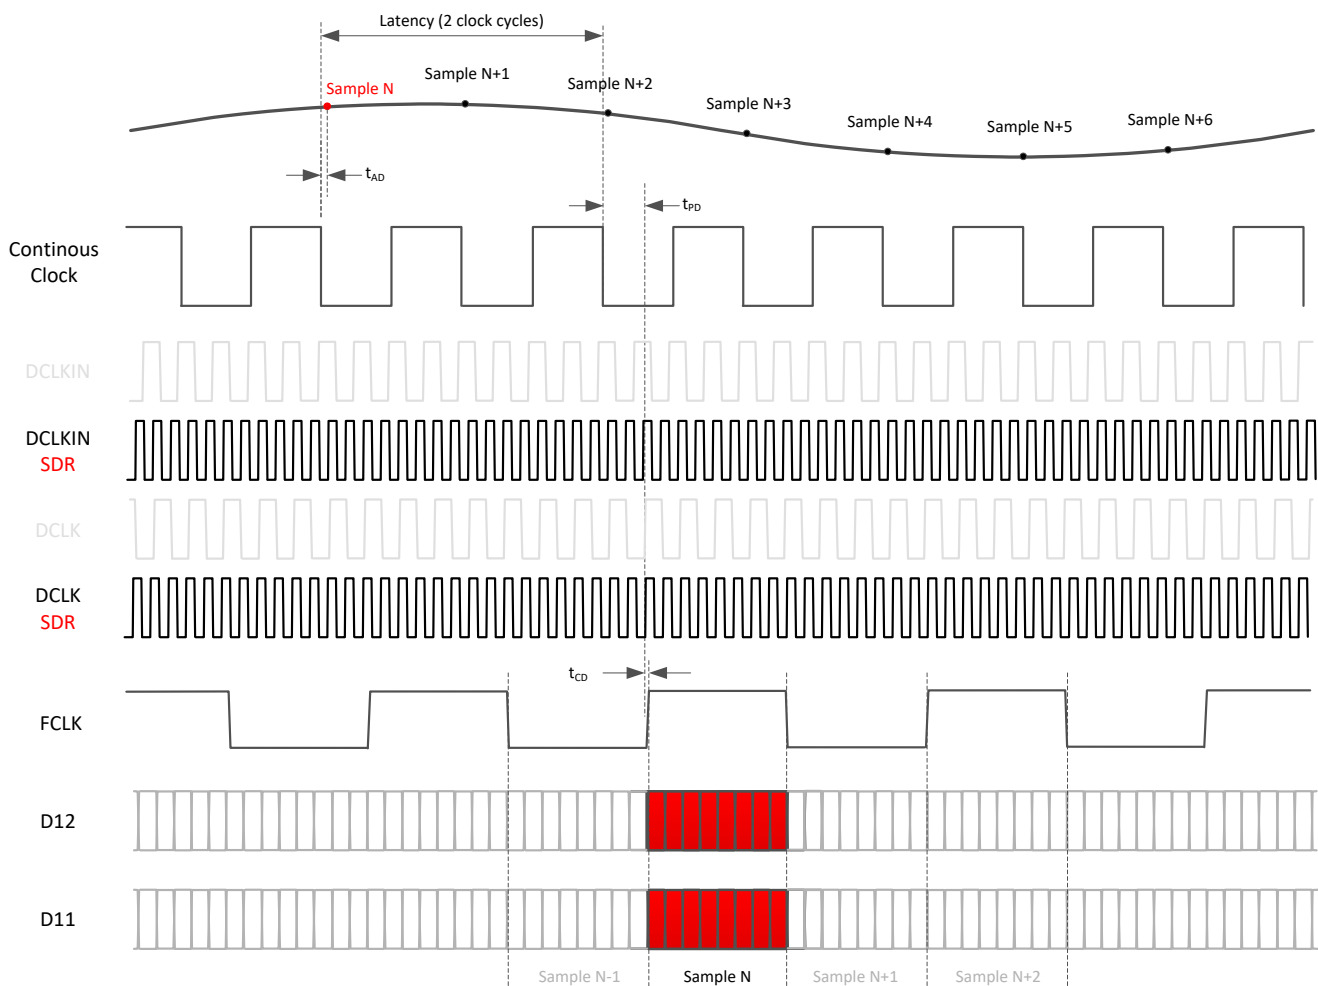 Latency (2 clock cycles)
Sample N
Sample N+1
Sample N+2
Sample N+3
Sample N+4
Sample N+5
Sample N+6
tAD
tPD
Continous
Clock
DCLKIN
DCLKIN
SDR
DCLK
DCLK
SDR
tCD
FCLK
D12
D11
Sample N-1
Sample N
Sample N+1
Sample N+2